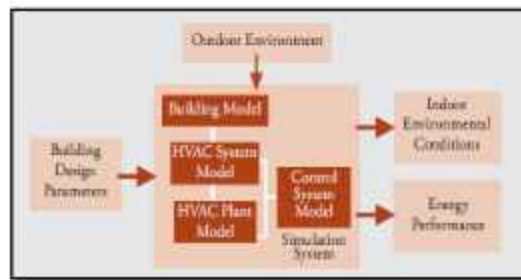 Outdoor Environment
Building Model
Building
Design
Parameters
HVAC System
Model
HVAC Plant
Model
Control
System
Model
Simulation
System
Indoor
Environmental
Conditions
Energy
Performance